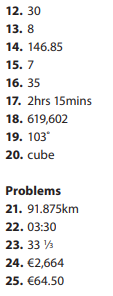 12. 30
13. 8
14. 146.85
15. 7
16. 35
17. 2hrs 15mins
18. 619,602
19. 103°
20. cube
Problems
21. 91.875km
22. 03:30
23. 33 ⅓
24. €2,664
25. €64.50